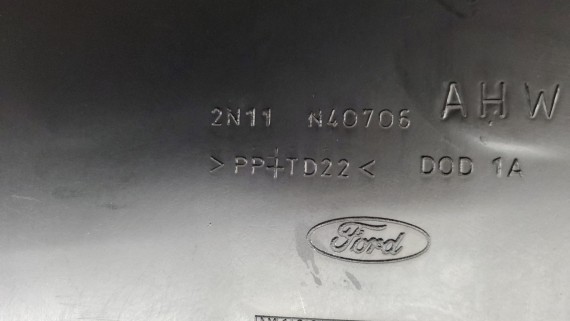 AHW
2N11 N40706
>PP+TD22< DOD 1A
Ford